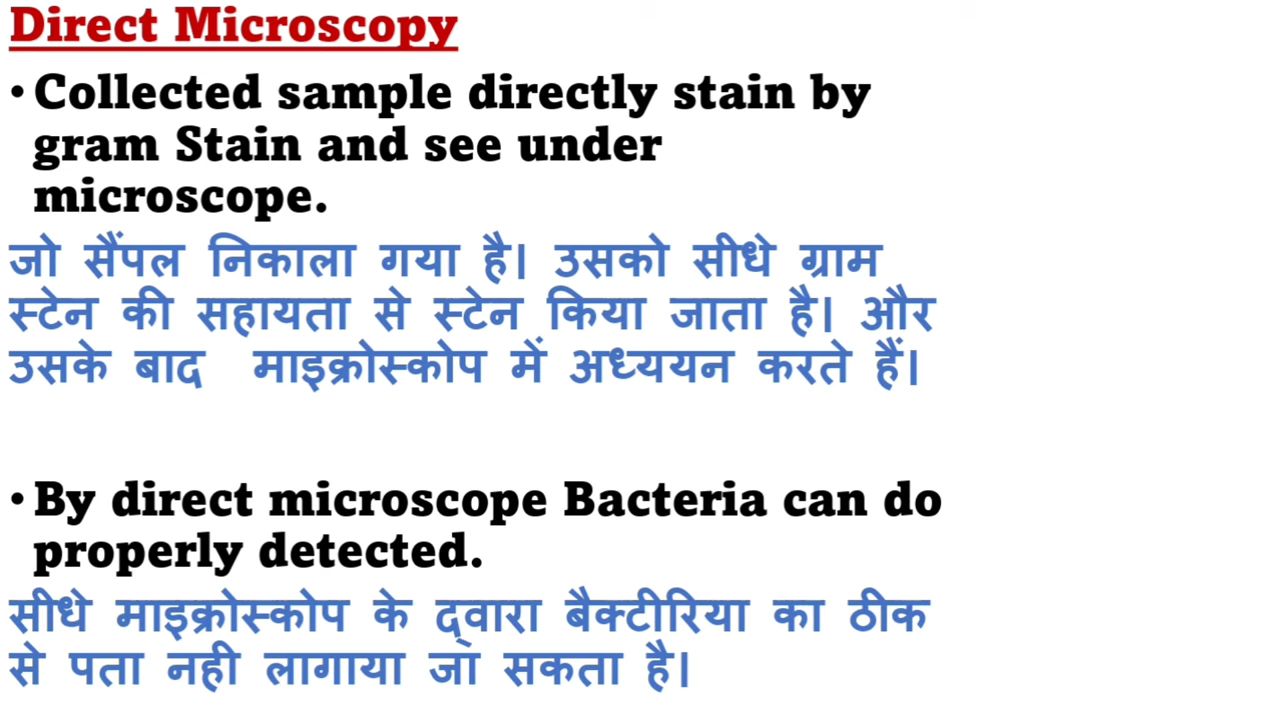 Direct Microscopy
• Collected sample directly stain by
gram Stain and see under
microscope.
जो सैंपल निकाला गया है। उसको सीधे ग्राम
स्टेन की सहायता से स्टेन किया जाता है। और
उसके बाद माइक्रोस्कोप में अध्ययन करते हैं।
• By direct microscope Bacteria can do
properly detected.
सीधे माइक्रोस्कोप के द्वारा बैक्टीरिया का ठीक
से पता नही लागाया जा सकता है।